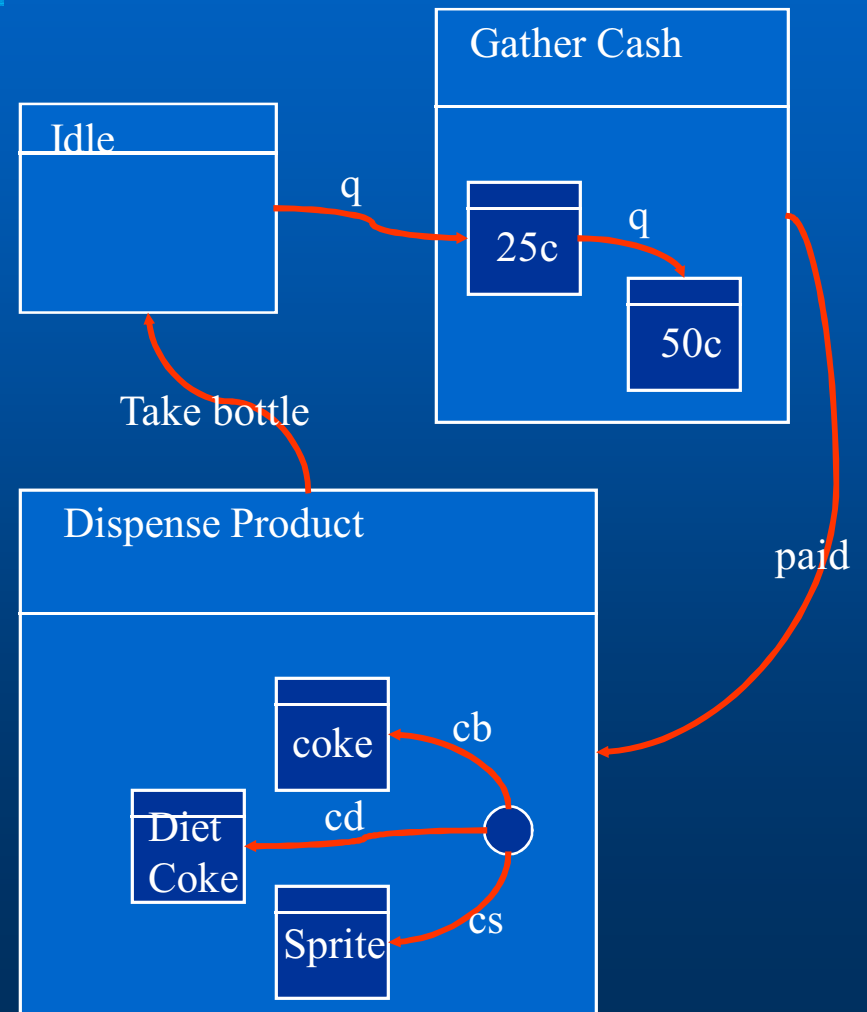 Gather Cash
Idle
q
q
25c
50c
Take bottle
Dispense Product
paid
cb
coke
cd
Diet
Coke
cs
Sprite